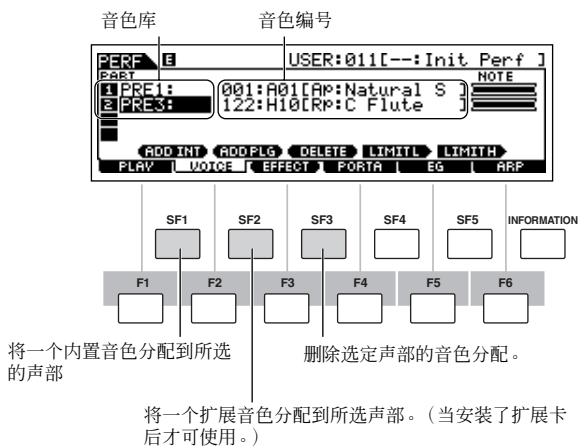 音色库
音色编号
PERF E USER:011[--:Init Perf ]
PART NOTE
1 PRE1: 001:A01[AP:Natural S ]
2 PRE3: 122:H10[RP:C Flute ]
ADD INT ADD PLG DELETE LIMITL LIMITH
PLAY VOICE EFFECT PORTA EG ARP
SF1 SF2 SF3 SF4 SF5 INFORMATION
F1 F2 F3 F4 F5 F6
将一个内置音色分配到所选
的声部
删除选定声部的音色分配。
将一个扩展音色分配到所选声部。(当安装了扩展卡
后才可使用。)